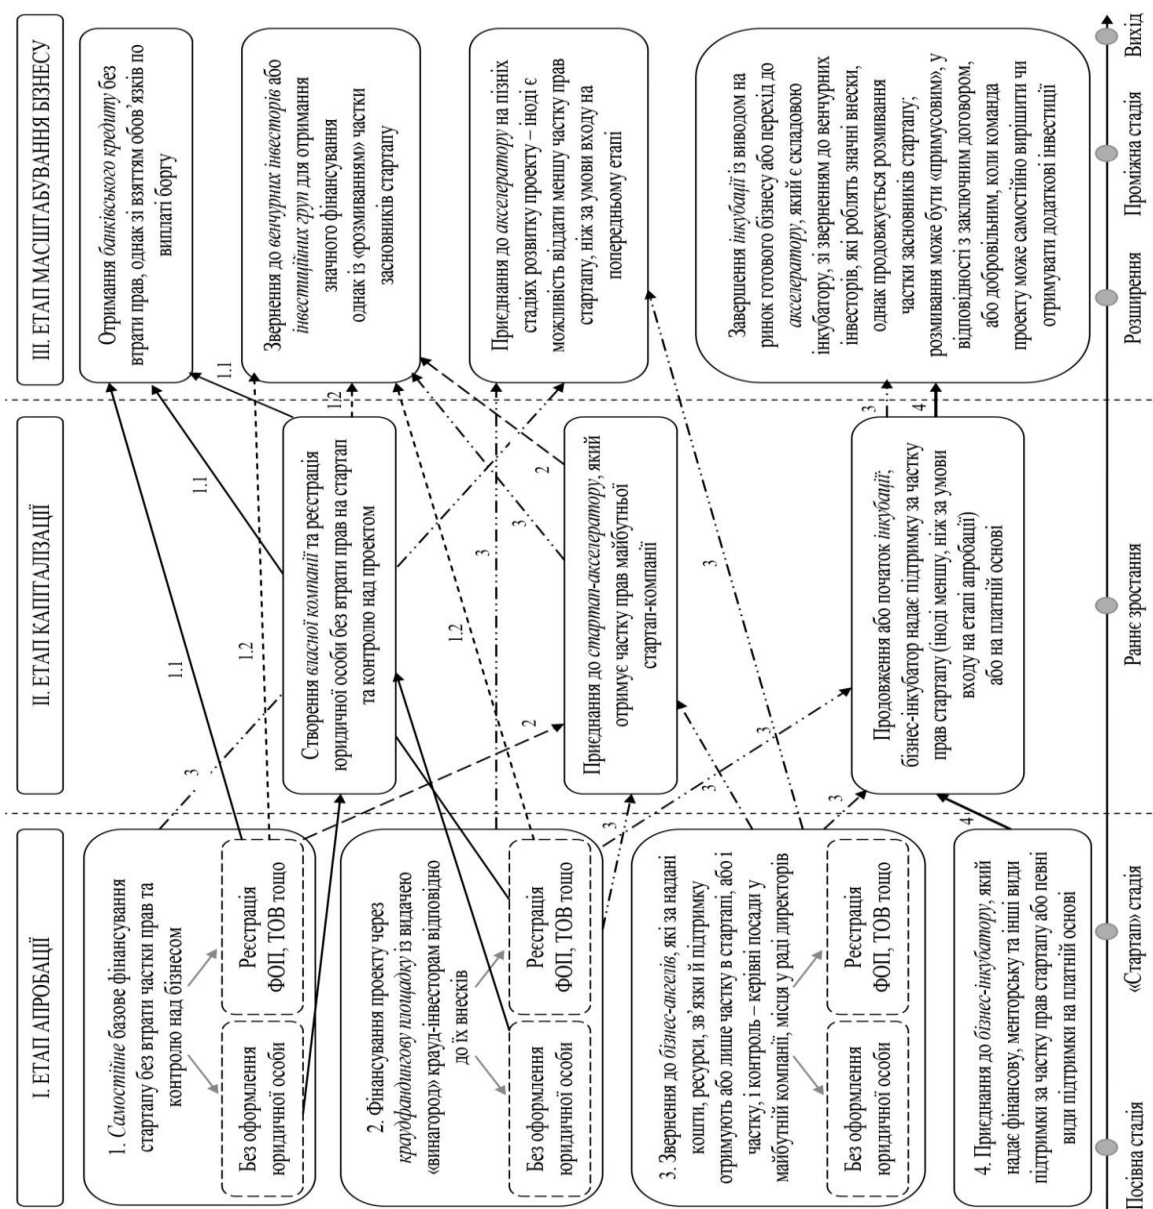 І. ЕТАП АПРОБАЦІЇ
1. Самостійне базове фінансування
стартапу без втрати частки прав та
контролю над бізнесом
Без оформлення
юридичної особи
Реєстрація
ФОП, ТОВ тощо
2. Фінансування проекту через
краудфандингову площадку із видачею
«винагород» крауд-інвесторам відповідно
до їх внесків
Без оформлення
юридичної особи
Реєстрація
ФОП, ТОВ тощо
3. Звернення до бізнес-ангелів, які за надані
кошти, ресурси, зв’язки й підтримку
отримують або лише частку в стартапі, або і
частку, і контроль – керівні посади у
майбутній компанії, місця у раді директорів
Без оформлення
юридичної особи
Реєстрація
ФОП, ТОВ тощо
4. Приєднання до бізнес-інкубатору, який
надає фінансову, менторську та інші види
підтримки за частку прав стартапу або певні
види підтримки на платній основі
ІІ. ЕТАП КАПІТАЛІЗАЦІЇ
Створення власної компанії та реєстрація
юридичної особи без втрати прав на стартап
та контролю над проектом
Приєднання до стартап-акселератору, який
отримує частку прав майбутньої
стартап-компанії
Продовження або початок інкубації;
бізнес-інкубатор надає підтримку за частку
прав стартапу (іноді меншу, ніж за умови
входу на етапі апробації)
або на платній основі
ІІІ. ЕТАП МАСШТАБУВАННЯ БІЗНЕСУ
Отримання банківського кредиту без
втрати прав, однак зі взяттям обов’язків по
виплаті боргу
Звернення до венчурних інвесторів або
інвестиційних груп для отримання
значного фінансування
однак із «розмиванням» частки
засновників стартапу
Приєднання до акселератору на пізніх
стадіях розвитку проекту – іноді є
можливість віддати меншу частку прав
стартапу, ніж за умови входу на
попередньому етапі
Завершення інкубації із виводом на
ринок готового бізнесу або перехід до
акселератору, який є складовою
інкубатору, зі зверненням до венчурних
інвесторів, які роблять значні внески,
однак продовжується розмивання
частки засновників стартапу;
розмивання може бути «примусовим», у
відповідності з заключним договором,
або добровільним, коли команда
проекту може самостійно вирішити чи
отримувати додаткові інвестиції
3
1.1
1.2
1.1
1.1
1.2
1.2
2
3
3
2
3
3
3
3
3
3
4
4
Посівна стадія
«Стартап» стадія
Раннє зростання
Розширення
Проміжна стадія
Вихід